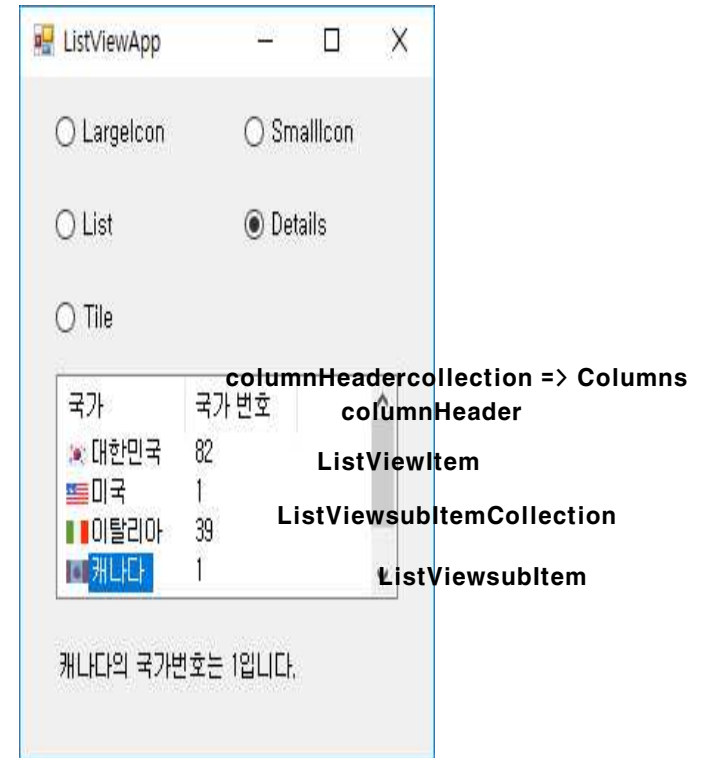 ListViewApp
LargeIcon
SmallIcon
List
Details
Tile
columnHeadercollection => Columns
국가
국가 번호
columnHeader
대한민국
82
ListViewItem
미국
1
ListViewsubItemCollection
이탈리아
39
캐나다
1
ListViewsubItem
캐나다의 국가번호는 1입니다.